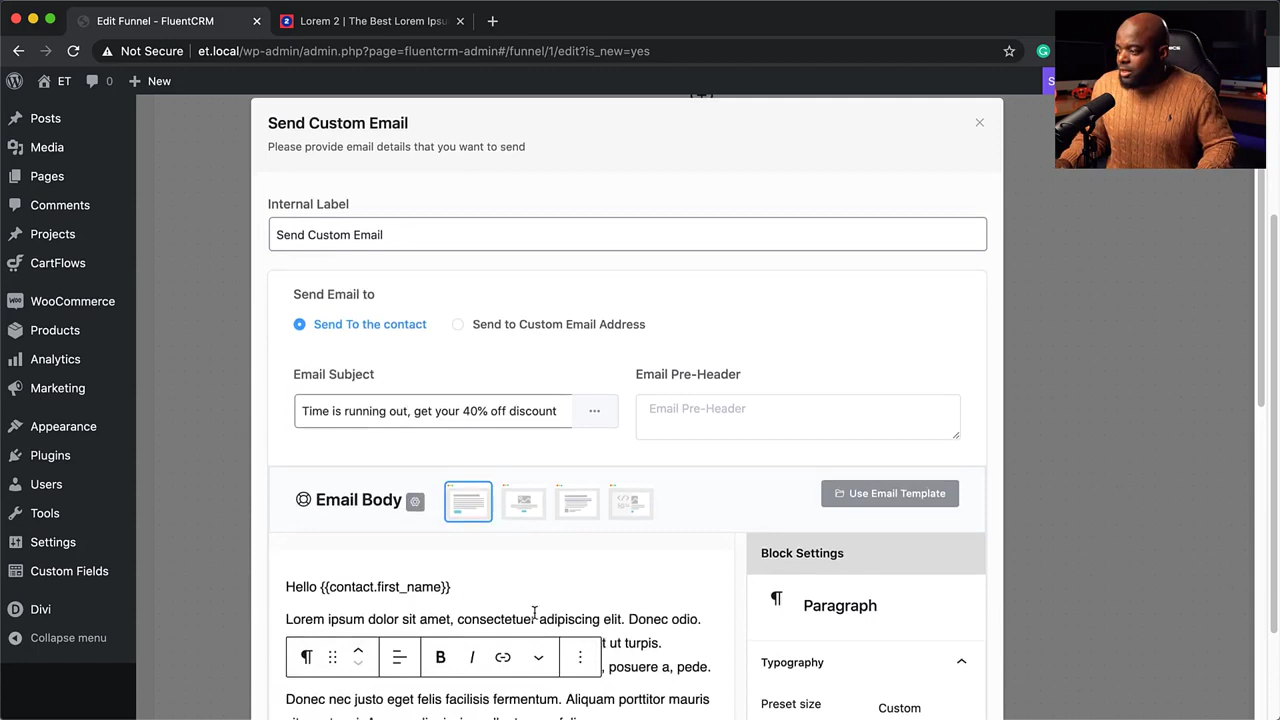 Edit Funnel - FluentCRM
Lorem 2 | The Best Lorem Ipsu
Not Secure
et.local/wp-admin/admin.php?page=fluentcrm-admin#/funnel/1/edit?is_new=yes
ET
0
New
S
Posts
Media
Pages
Comments
Projects
CartFlows
WooCommerce
Products
Analytics
Marketing
Appearance
Plugins
Users
Tools
Settings
Custom Fields
Divi
Collapse menu
Send Custom Email
Please provide email details that you want to send
Internal Label
Send Custom Email
Send Email to
Send To the contact
Send to Custom Email Address
Email Subject
Email Pre-Header
Time is running out, get your 40% off discount
Email Pre-Header
Email Body
Use Email Template
Block Settings
Paragraph
Typography
Preset size
Custom
Hello {{contact.first_name}}
Lorem ipsum dolor sit amet, consectetuer adipiscing elit. Donec odio.
t ut turpis.
B I
, posuere a, pede.
Donec nec justo eget felis facilisis fermentum. Aliquam porttitor mauris